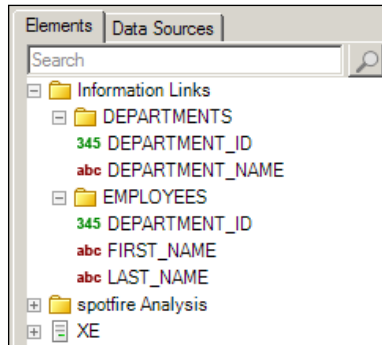 Elements Data Sources
Search
Information Links
DEPARTMENTS
345 DEPARTMENT_ID
abc DEPARTMENT_NAME
EMPLOYEES
345 DEPARTMENT_ID
abc FIRST_NAME
abc LAST_NAME
spotfire Analysis
XE